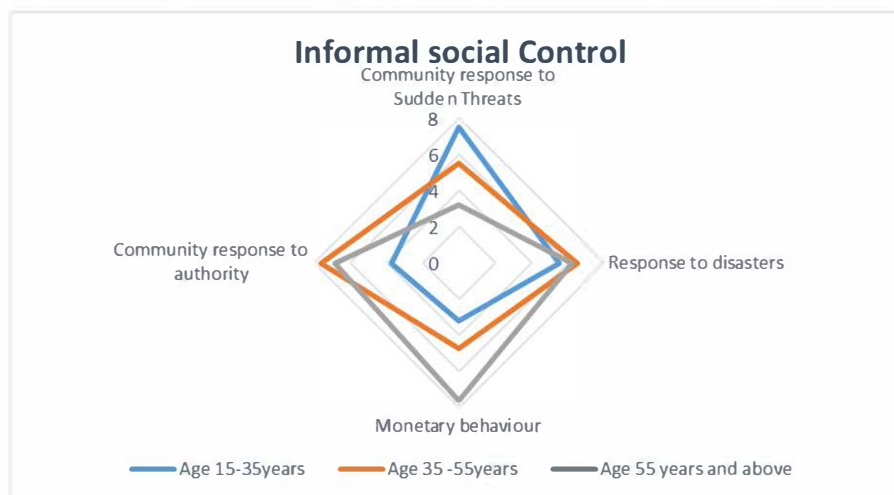 Informal social Control
Community response to
Sudden Threats
8
6
4
2
0
Community response to
authority
Response to disasters
Monetary behaviour
Age 15-35years
Age 35 -55years
Age 55 years and above